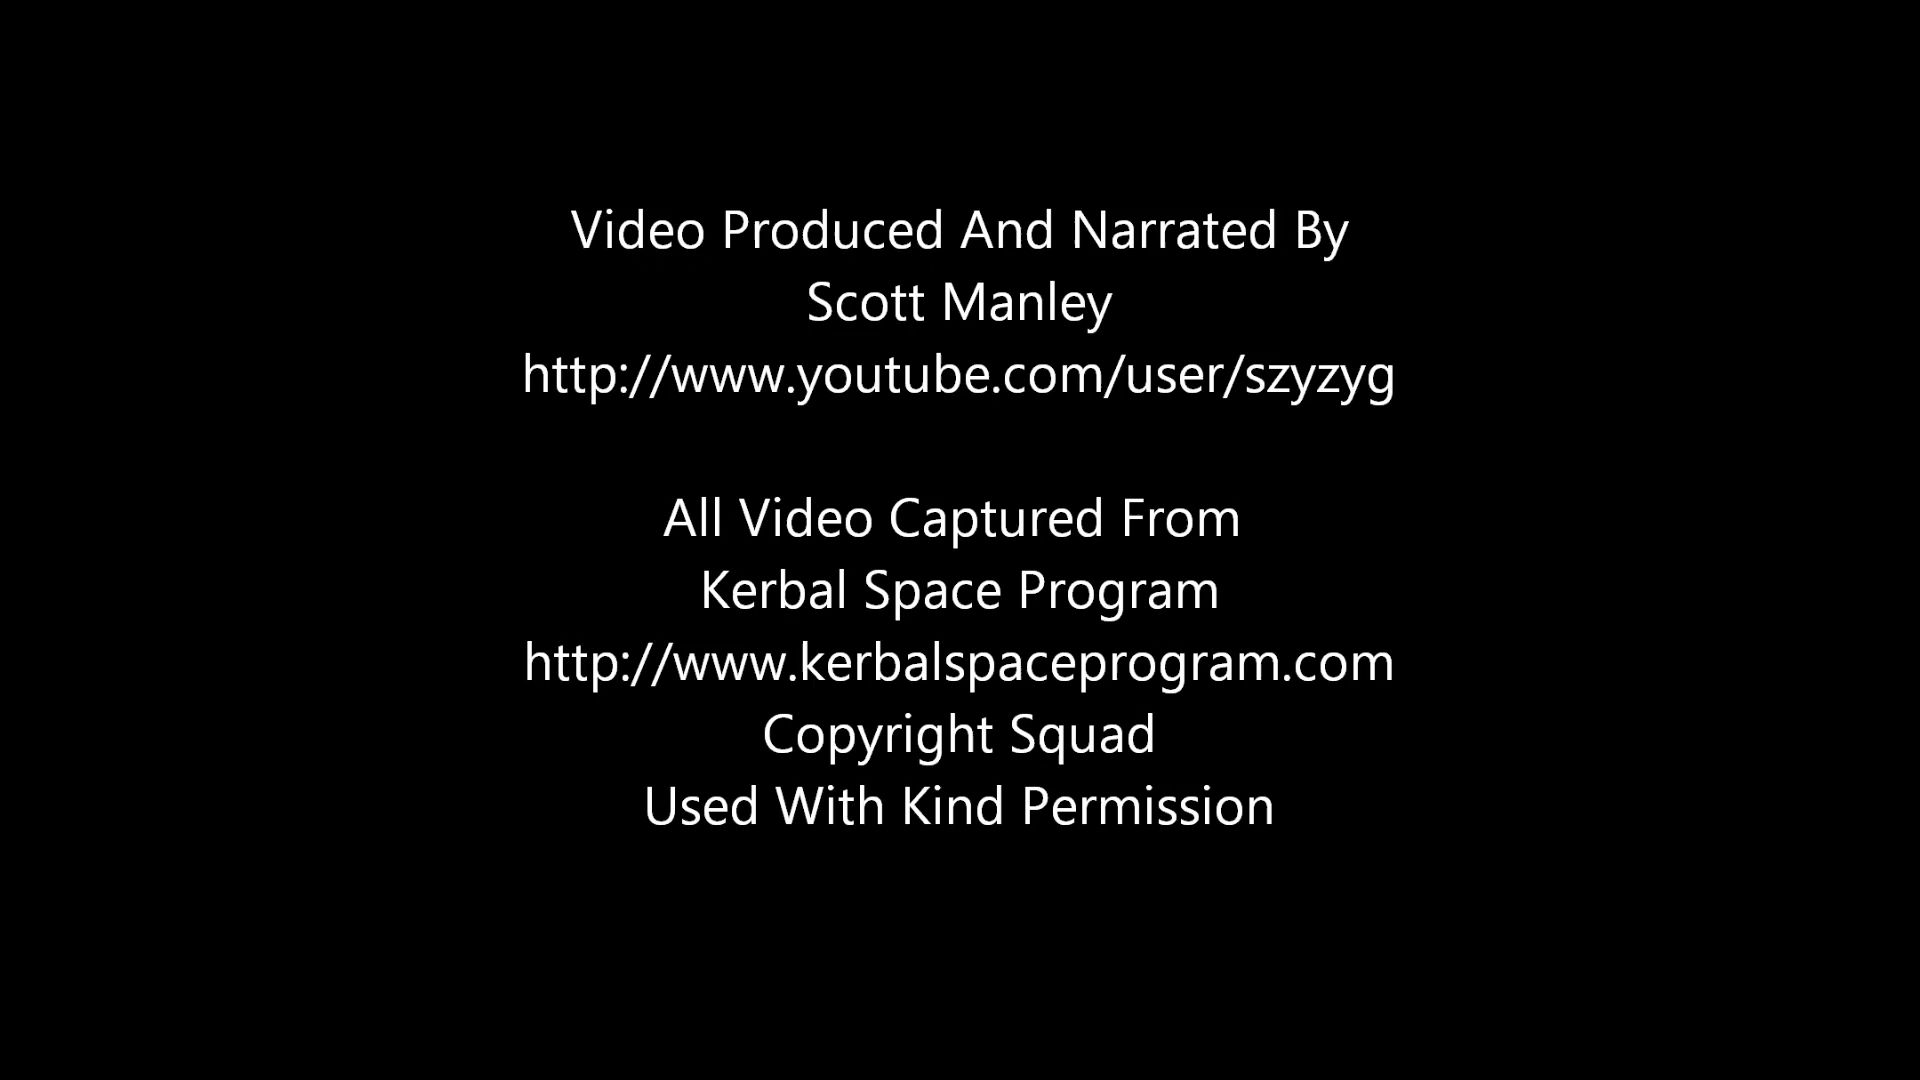 Video Produced And Narrated By
Scott Manley
http://www.youtube.com/user/szyzyg
All Video Captured From
Kerbal Space Program
http://www.kerbalspaceprogram.com
Copyright Squad
Used With Kind Permission